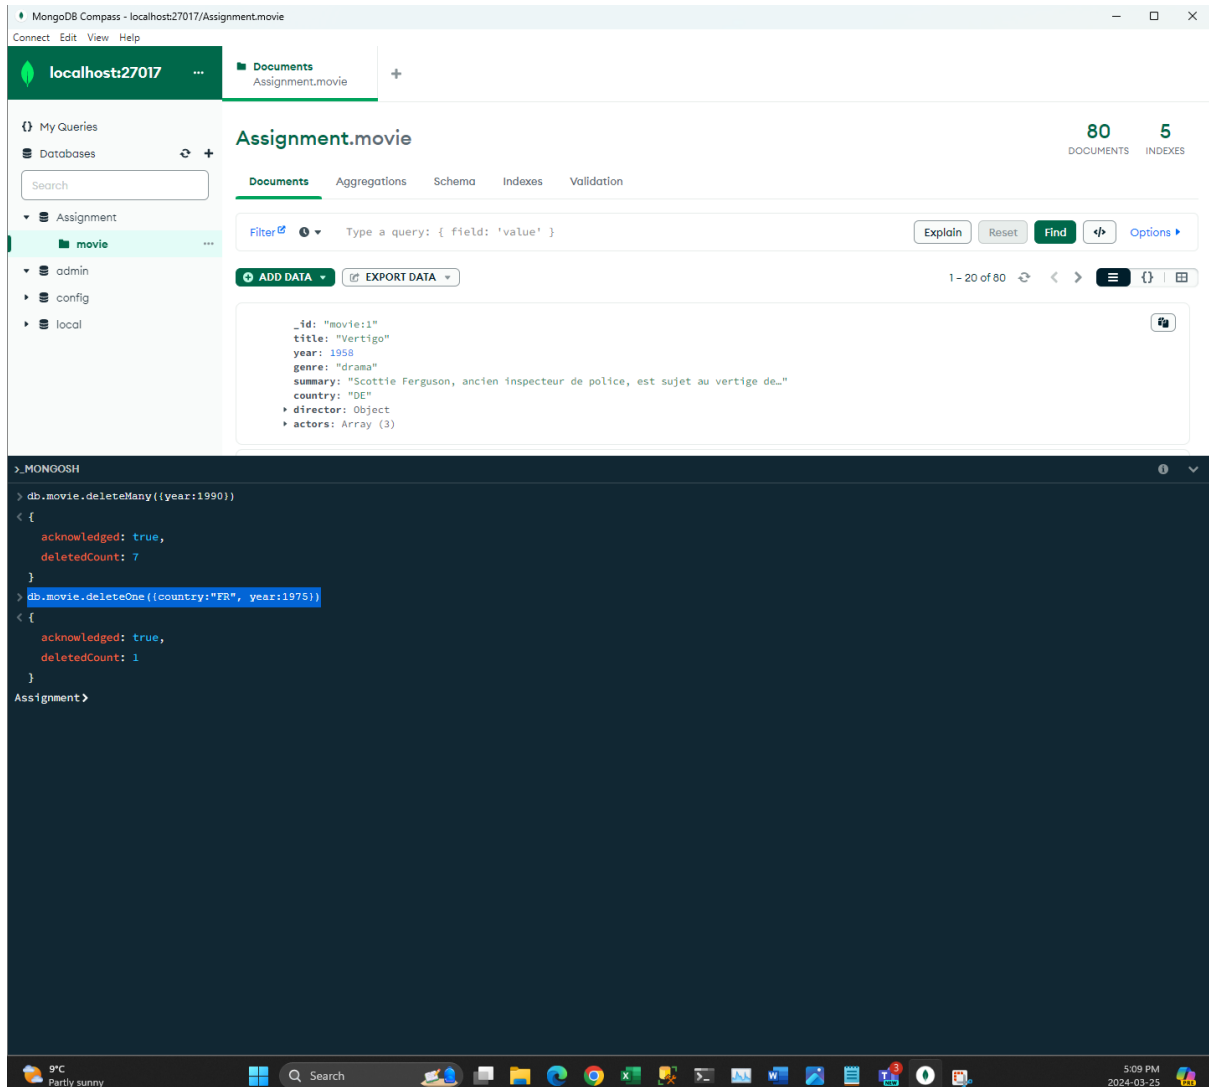 MongoDB Compass - localhost:27017/Assignment.movie
Connect Edit View Help
localhost:27017 ...
Documents
Assignment.movie
+
{} My Queries
Databases
Search
Assignment
movie ...
admin
config
local
Assignment.movie
80
DOCUMENTS
5
INDEXES
Documents Aggregations Schema Indexes Validation
Filter Type a query: { field: 'value' } Explain Reset Find </> Options
ADD DATA EXPORT DATA 1 – 20 of 80 {}
_id: "movie:1"
title: "Vertigo"
year: 1958
genre: "drama"
summary: "Scottie Ferguson, ancien inspecteur de police, est sujet au vertige de…"
country: "DE"
director: Object
actors: Array (3)
>_MONGOSH
> db.movie.deleteMany({year:1990})
< {
acknowledged: true,
deletedCount: 7
}
> db.movie.deleteOne({country:"FR", year:1975})
< {
acknowledged: true,
deletedCount: 1
}
Assignment>
9°C
Partly sunny
Search
3
NEW
5:09 PM
2024-03-25
PRE